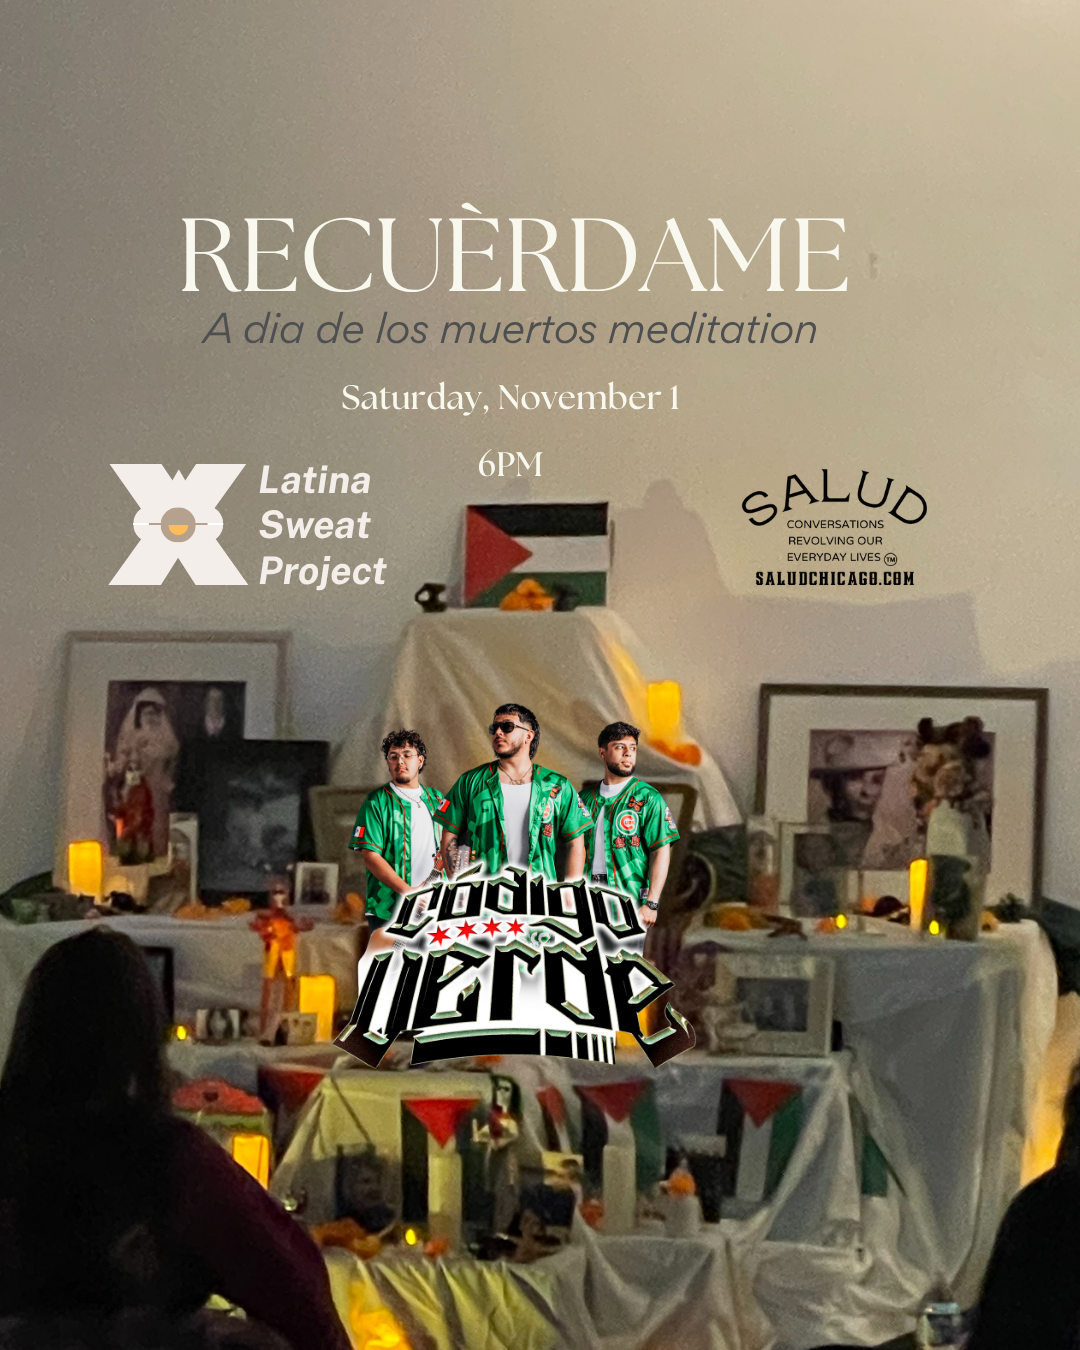 RECUÈRDAME
A dia de los muertos meditation
Saturday, November 1
6PM
Latina
Sweat
Project
SALUD
CONVERSATIONS
REVOLVING OUR
EVERYDAY LIVES TM
SALUDCHICAGO.COM
código
verde